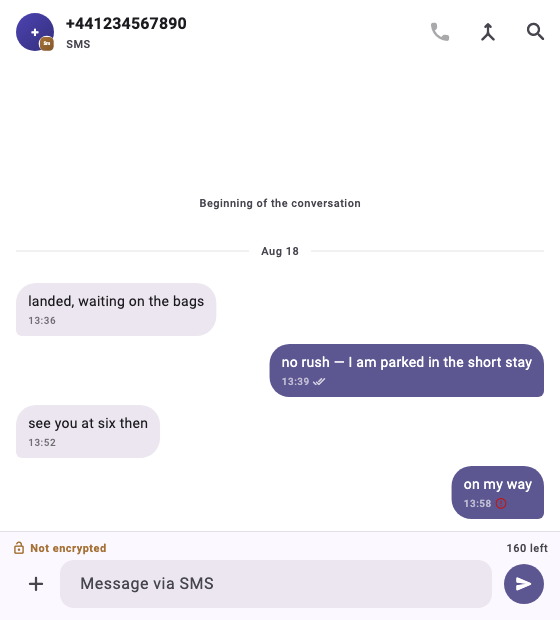 +441234567890
SMS
Beginning of the conversation
Aug 18
landed, waiting on the bags
13:36
no rush — I am parked in the short stay
13:39
see you at six then
13:52
on my way
13:58
Not encrypted
160 left
Message via SMS